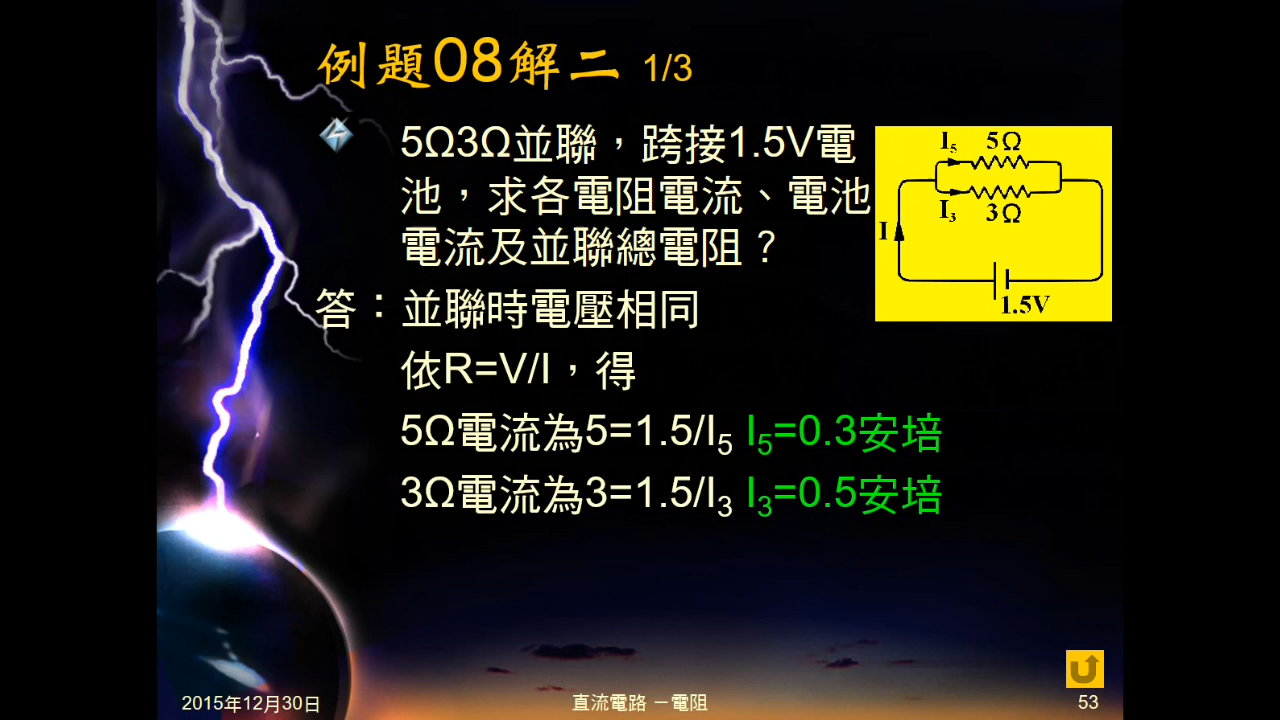 例題08解二 1/3
5Ω3Ω並聯，跨接1.5V電
池，求各電阻電流、電池
電流及並聯總電阻？
I₅ 5Ω
I₃ 3Ω
I
1.5V
答：並聯時電壓相同
依R=V/I，得
5Ω電流為5=1.5/I₅ I₅=0.3安培
3Ω電流為3=1.5/I₃ I₃=0.5安培
2015年12月30日
直流電路 － 電阻
53